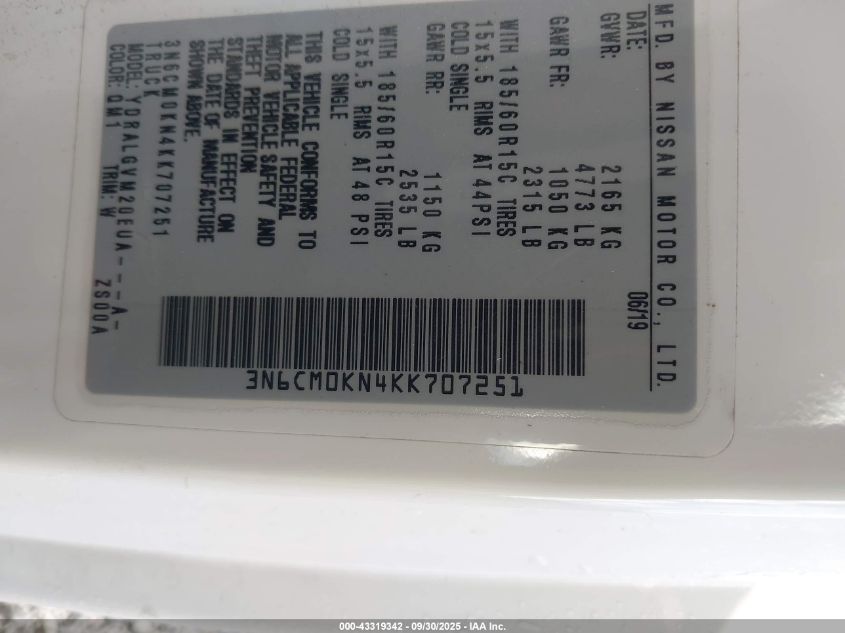 MFD. BY NISSAN MOTOR CO., LTD.
DATE: 06/19
GVWR: 2165 KG
4773 LB
GAWR FR: 1050 KG
2315 LB
WITH 185/60R15C TIRES
15x5.5 RIMS AT 44PSI
COLD SINGLE
GAWR RR: 1150 KG
2535 LB
WITH 185/60R15C TIRES
15x5.5 RIMS AT 48 PSI
COLD SINGLE
THIS VEHICLE CONFORMS TO
ALL APPLICABLE FEDERAL
MOTOR VEHICLE SAFETY AND
THEFT PREVENTION
STANDARDS IN EFFECT ON
THE DATE OF MANUFACTURE
SHOWN ABOVE.
3N6CM0KN4KK707251
TRUCK
MODEL: YDRALGVM20EUA---A-
COLOR: QM1 TRIM: W ZS00A
3N6CM0KN4KK707251
000-43319342 - 09/30/2025 - IAA Inc.